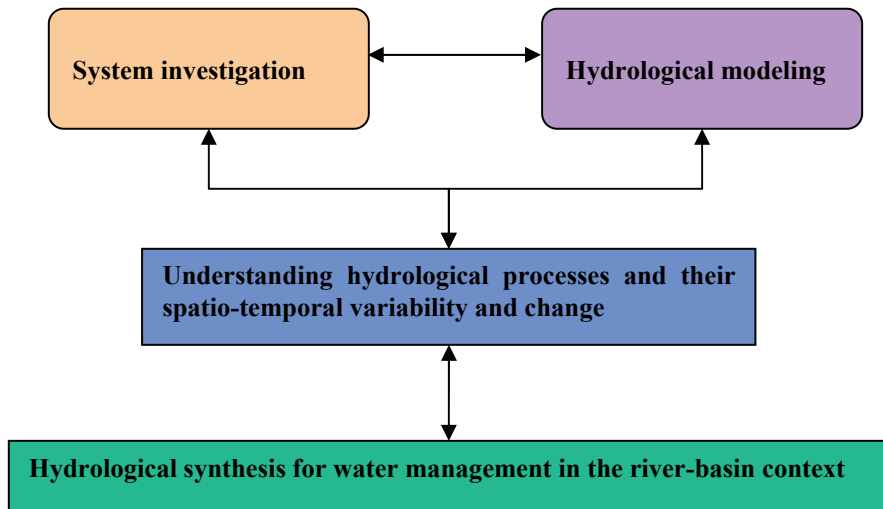 System investigation
Hydrological modeling
Understanding hydrological processes and their
spatio-temporal variability and change
Hydrological synthesis for water management in the river-basin context